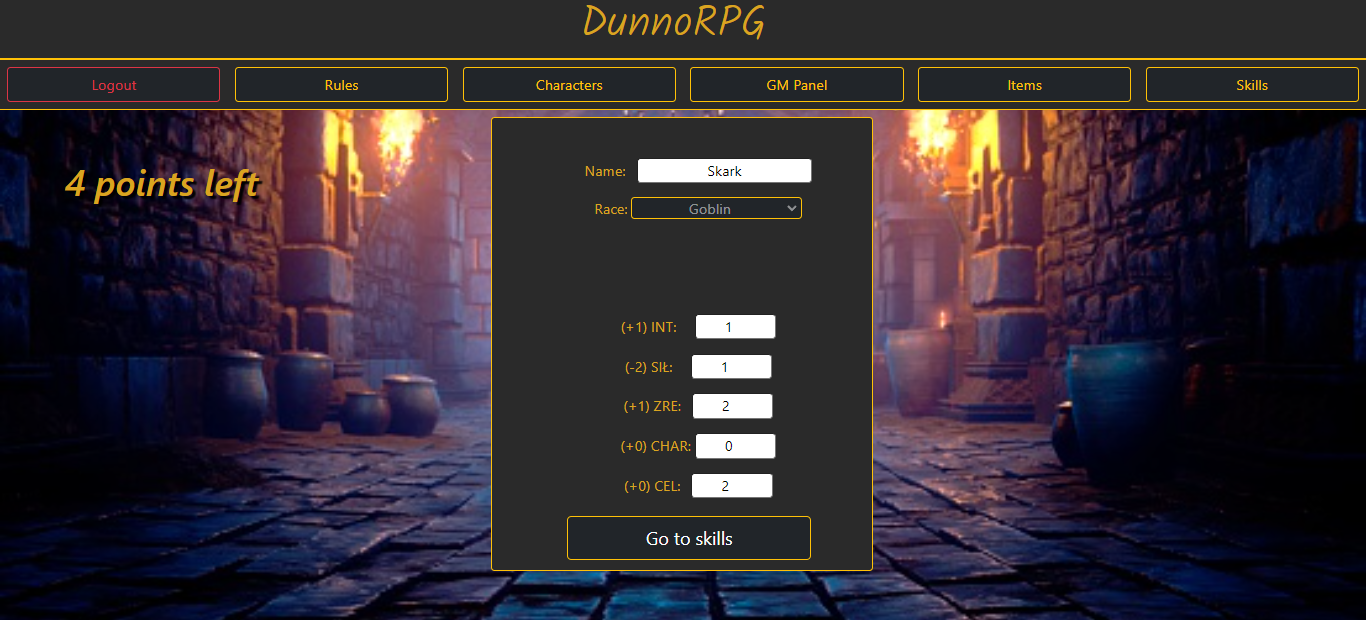 DunnoRPG
Logout Rules Characters GM Panel Items Skills
4 points left
Name: Skark
Race: Goblin
(+1) INT: 1
(-2) SIŁ: 1
(+1) ZRE: 2
(+0) CHAR: 0
(+0) CEL: 2
Go to skills